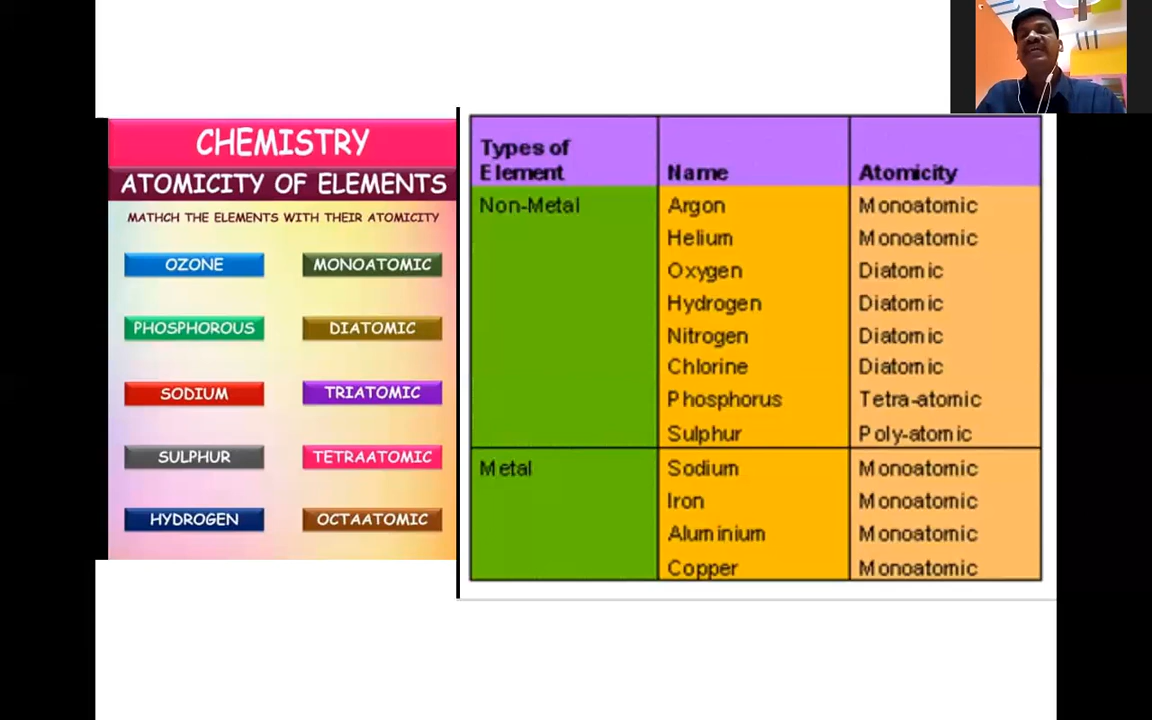 CHEMISTRY
ATOMICITY OF ELEMENTS
MATHCH THE ELEMENTS WITH THEIR ATOMICITY
OZONE MONOATOMIC
PHOSPHOROUS DIATOMIC
SODIUM TRIATOMIC
SULPHUR TETRAATOMIC
HYDROGEN OCTAATOMIC
Types of
Element Name Atomicity
Non-Metal Argon Monoatomic
Helium Monoatomic
Oxygen Diatomic
Hydrogen Diatomic
Nitrogen Diatomic
Chlorine Diatomic
Phosphorus Tetra-atomic
Sulphur Poly-atomic
Metal Sodium Monoatomic
Iron Monoatomic
Aluminium Monoatomic
Copper Monoatomic